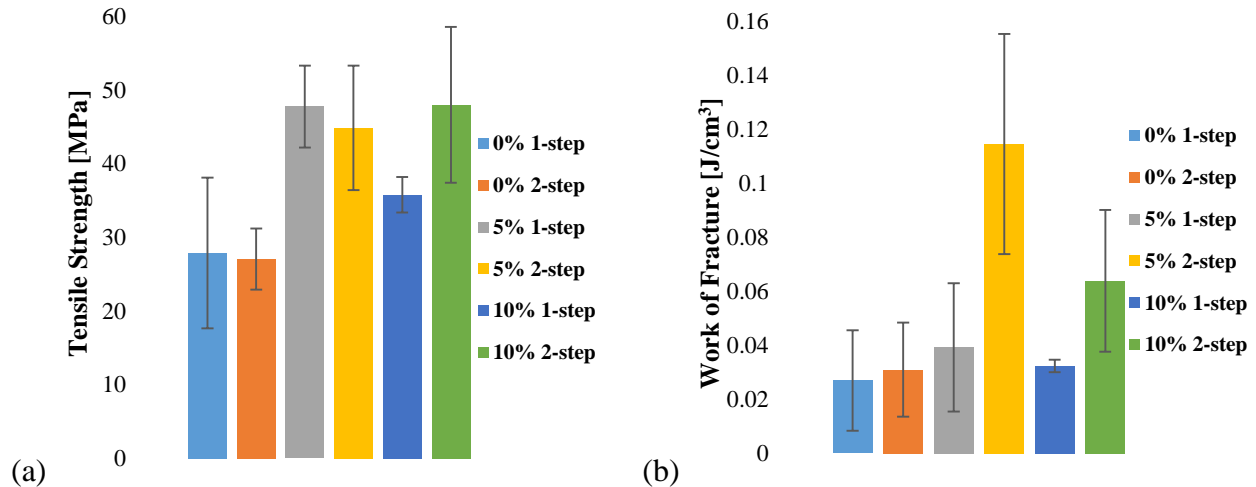 Tensile Strength [MPa]
60
50
40
30
20
10
0
0% 1-step
0% 2-step
5% 1-step
5% 2-step
10% 1-step
10% 2-step
(a)
Work of Fracture [J/cm³]
0.16
0.14
0.12
0.1
0.08
0.06
0.04
0.02
0
0% 1-step
0% 2-step
5% 1-step
5% 2-step
10% 1-step
10% 2-step
(b)